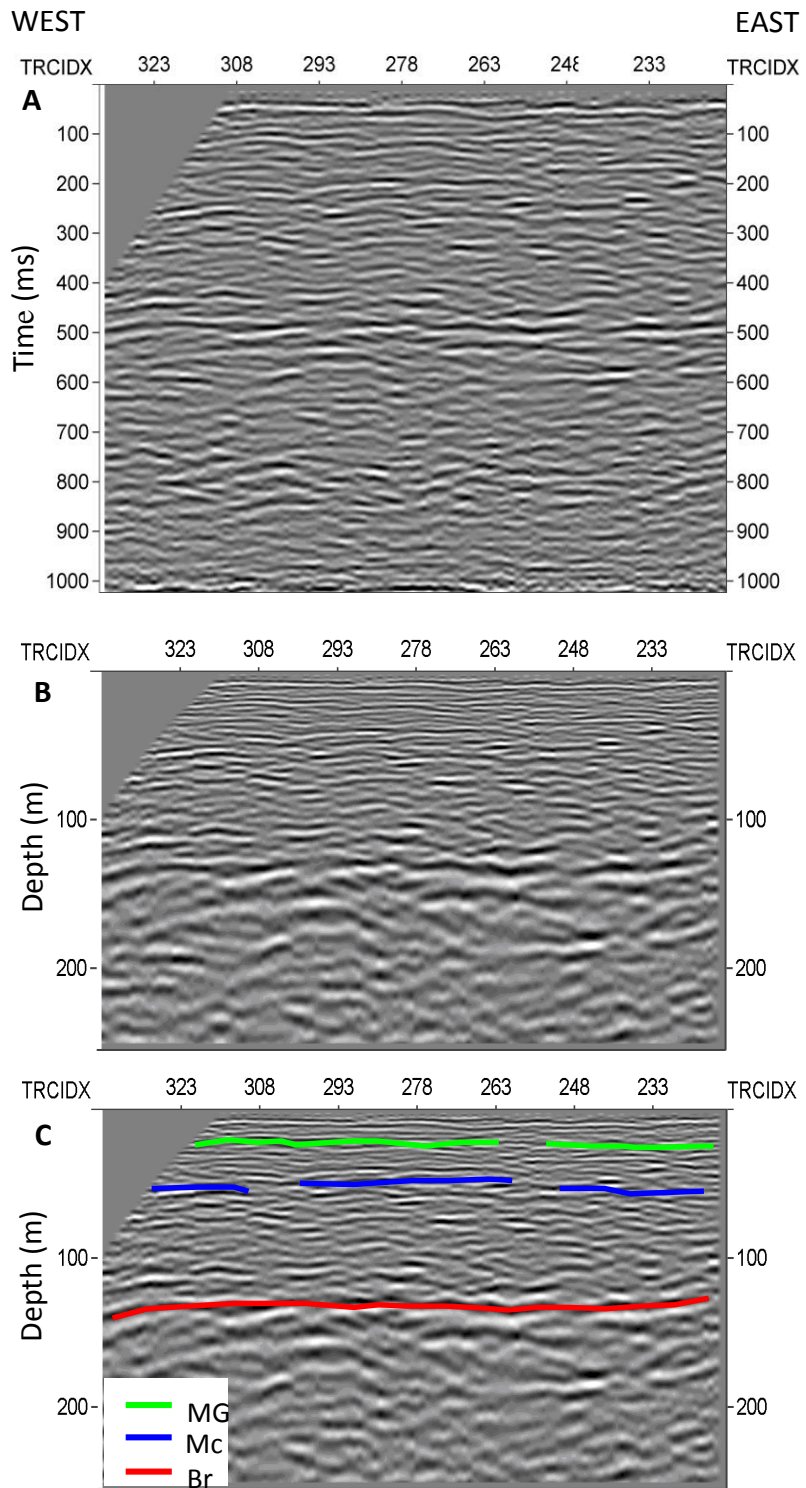 WEST EAST
TRCIDX 323 308 293 278 263 248 233 TRCIDX
A
100 100
200 200
300 300
400 400
500 500
600 600
700 700
800 800
900 900
1000 1000
Time (ms)
TRCIDX 323 308 293 278 263 248 233 TRCIDX
B
100 100
200 200
Depth (m)
TRCIDX 323 308 293 278 263 248 233 TRCIDX
C
100 100
200 200
Depth (m)
MG
Mc
Br